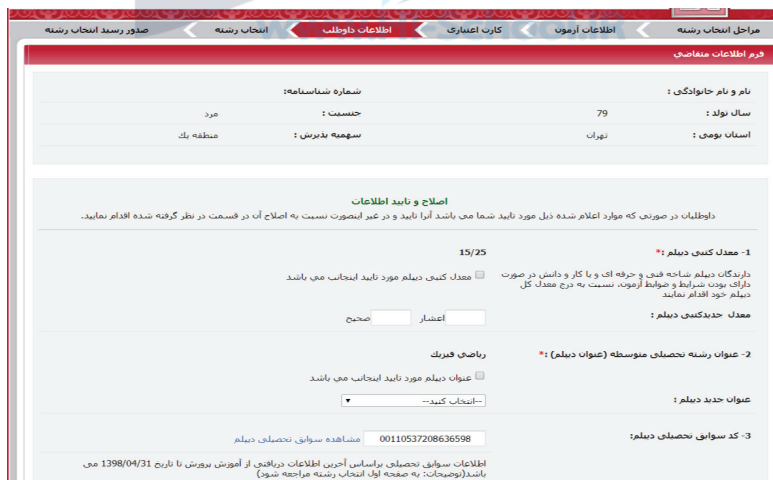 مراحل انتخاب رشته
اطلاعات آزمون
کارت اعتباری
اطلاعات داوطلب
انتخاب رشته
صدور رسید انتخاب رشته
فرم اطلاعات متقاضی
نام و نام خانوادگی :
شماره شناسنامه:
سال تولد : 79
جنسیت : مرد
استان بومی : تهران
سهمیه پذیرش : منطقه یک
اصلاح و تایید اطلاعات
داوطلبان در صورتی که موارد اعلام شده ذیل مورد تایید شما می باشد آنرا تایید و در غیر اینصورت نسبت به اصلاح آن در قسمت در نظر گرفته شده اقدام نمایید.
1- معدل کتبی دیپلم :* 15/25
دارندگان دیپلم شاخه فنی و حرفه ای و یا کار و دانش در صورت
دارای بودن شرایط و ضوابط آزمون، نسبت به درج معدل کل
دیپلم خود اقدام نمایند
معدل کتبی دیپلم مورد تایید اینجانب می باشد
معدل جدیدکتبی دیپلم :
اعشار صحیح
2- عنوان رشته تحصیلی متوسطه (عنوان دیپلم) :* ریاضی فیزیک
عنوان دیپلم مورد تایید اینجانب می باشد
عنوان جدید دیپلم : --انتخاب کنید--
3- کد سوابق تحصیلی دیپلم: 00110537208636598 مشاهده سوابق تحصیلی دیپلم
اطلاعات سوابق تحصیلی براساس آخرین اطلاعات دریافتی از آموزش پرورش تا تاریخ 1398/04/31 می
باشد(توضیحات: به صفحه اول انتخاب رشته مراجعه شود)